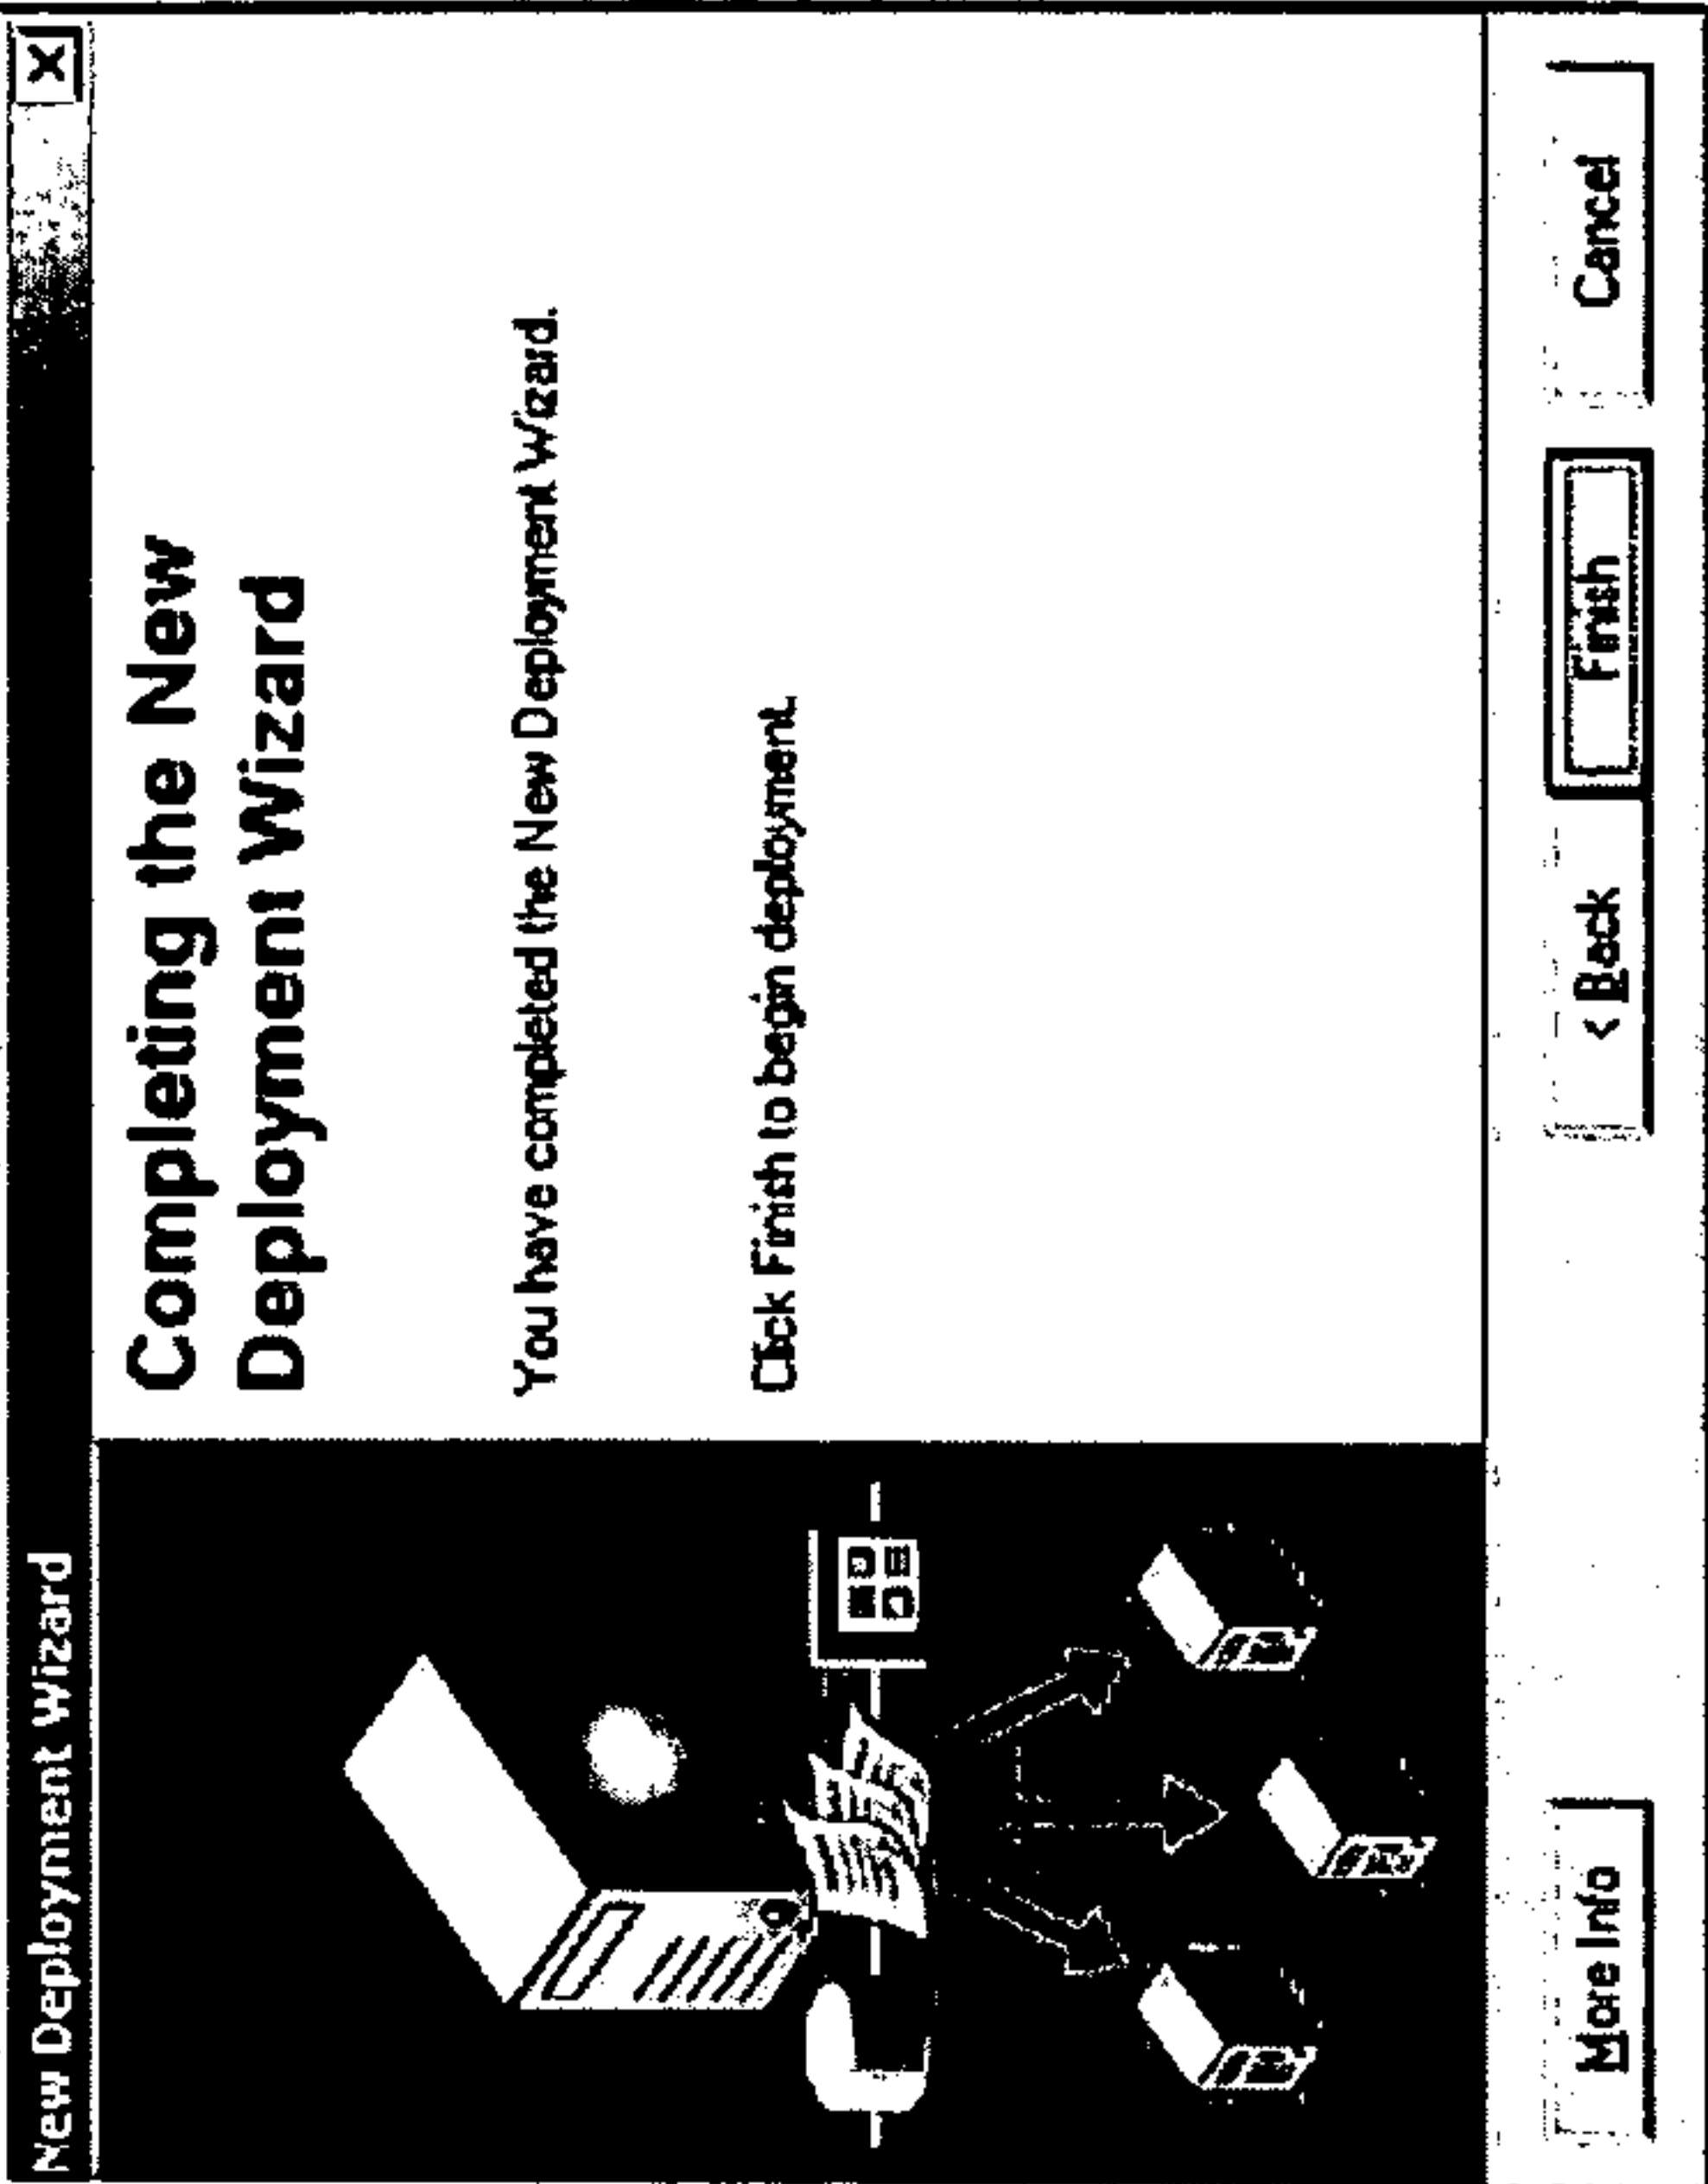 New Deployment Wizard
X
Completing the New
Deployment Wizard
You have completed the New Deployment Wizard.
Click Finish to begin deployment.
More Info
< Back
Finish
Cancel